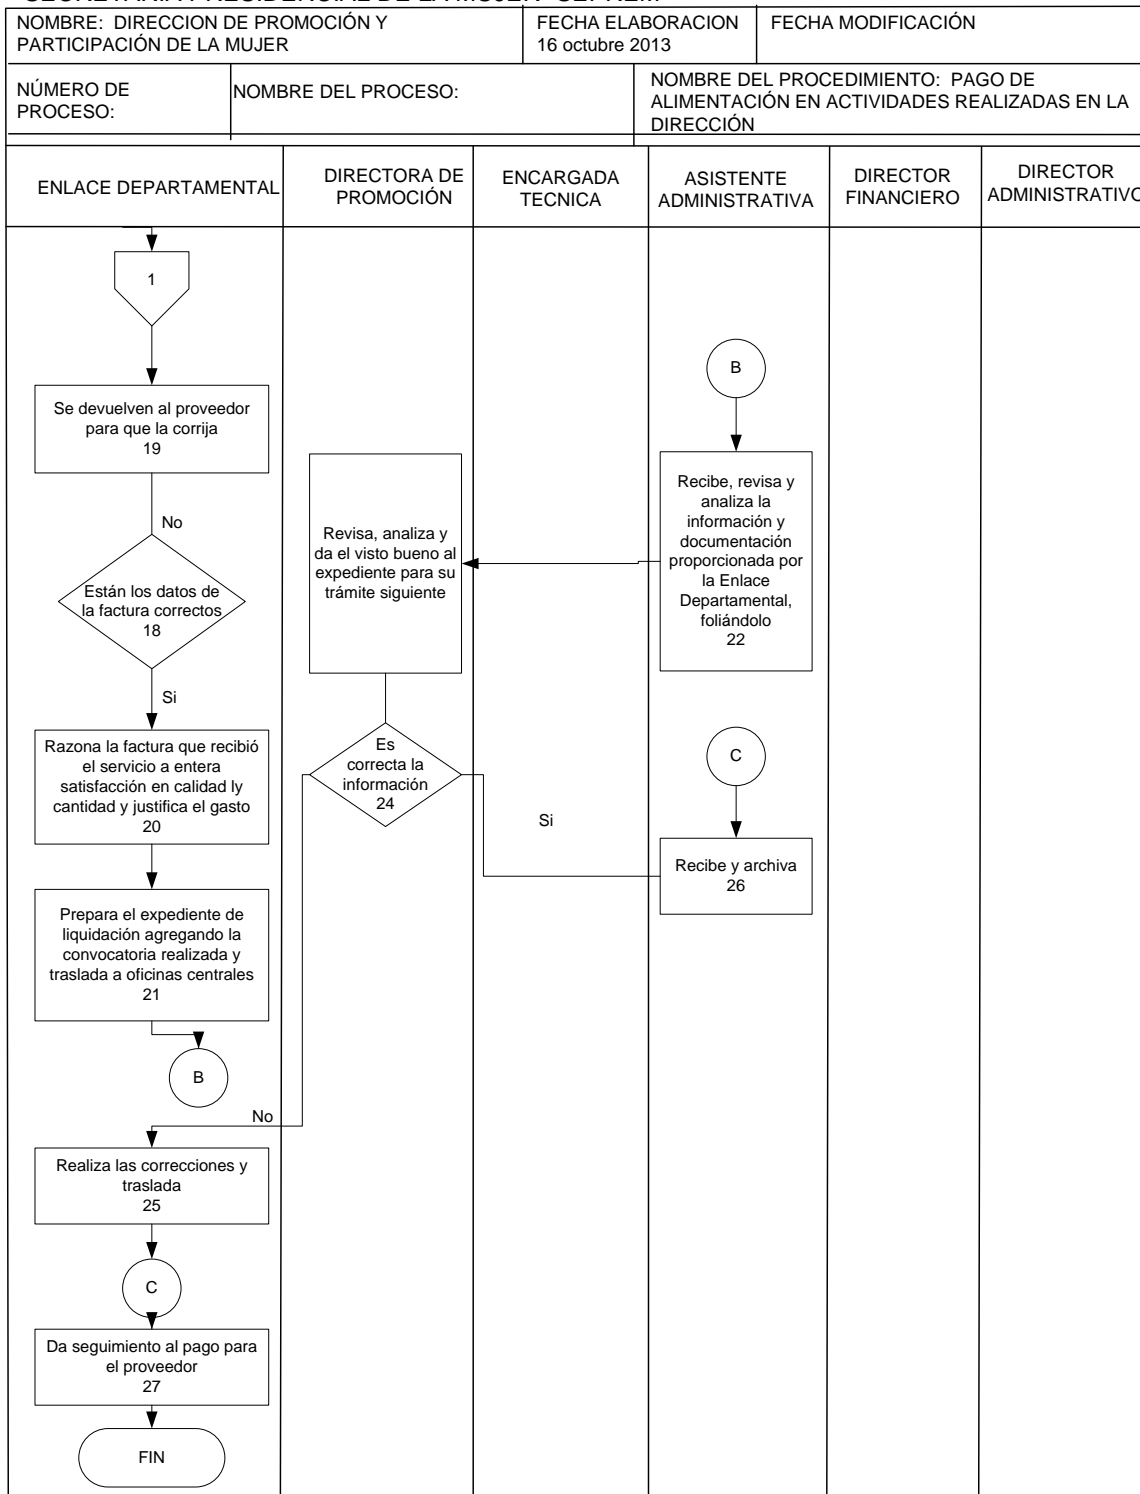 NOMBRE: DIRECCION DE PROMOCIÓN Y
PARTICIPACIÓN DE LA MUJER
FECHA ELABORACION
16 octubre 2013
FECHA MODIFICACIÓN
NÚMERO DE
PROCESO:
NOMBRE DEL PROCESO:
NOMBRE DEL PROCEDIMIENTO: PAGO DE
ALIMENTACIÓN EN ACTIVIDADES REALIZADAS EN LA
DIRECCIÓN
ENLACE DEPARTAMENTAL
DIRECTORA DE
PROMOCIÓN
ENCARGADA
TECNICA
ASISTENTE
ADMINISTRATIVA
DIRECTOR
FINANCIERO
DIRECTOR
ADMINISTRATIVO
1
Se devuelven al proveedor
para que la corrija
19
No
Están los datos de
la factura correctos
18
Si
Razona la factura que recibió
el servicio a entera
satisfacción en calidad ly
cantidad y justifica el gasto
20
Prepara el expediente de
liquidación agregando la
convocatoria realizada y
traslada a oficinas centrales
21
B
No
Realiza las correcciones y
traslada
25
C
Da seguimiento al pago para
el proveedor
27
FIN
Revisa, analiza y
da el visto bueno al
expediente para su
trámite siguiente
Es
correcta la
información
24
Si
B
Recibe, revisa y
analiza la
información y
documentación
proporcionada por
la Enlace
Departamental,
foliándolo
22
C
Recibe y archiva
26